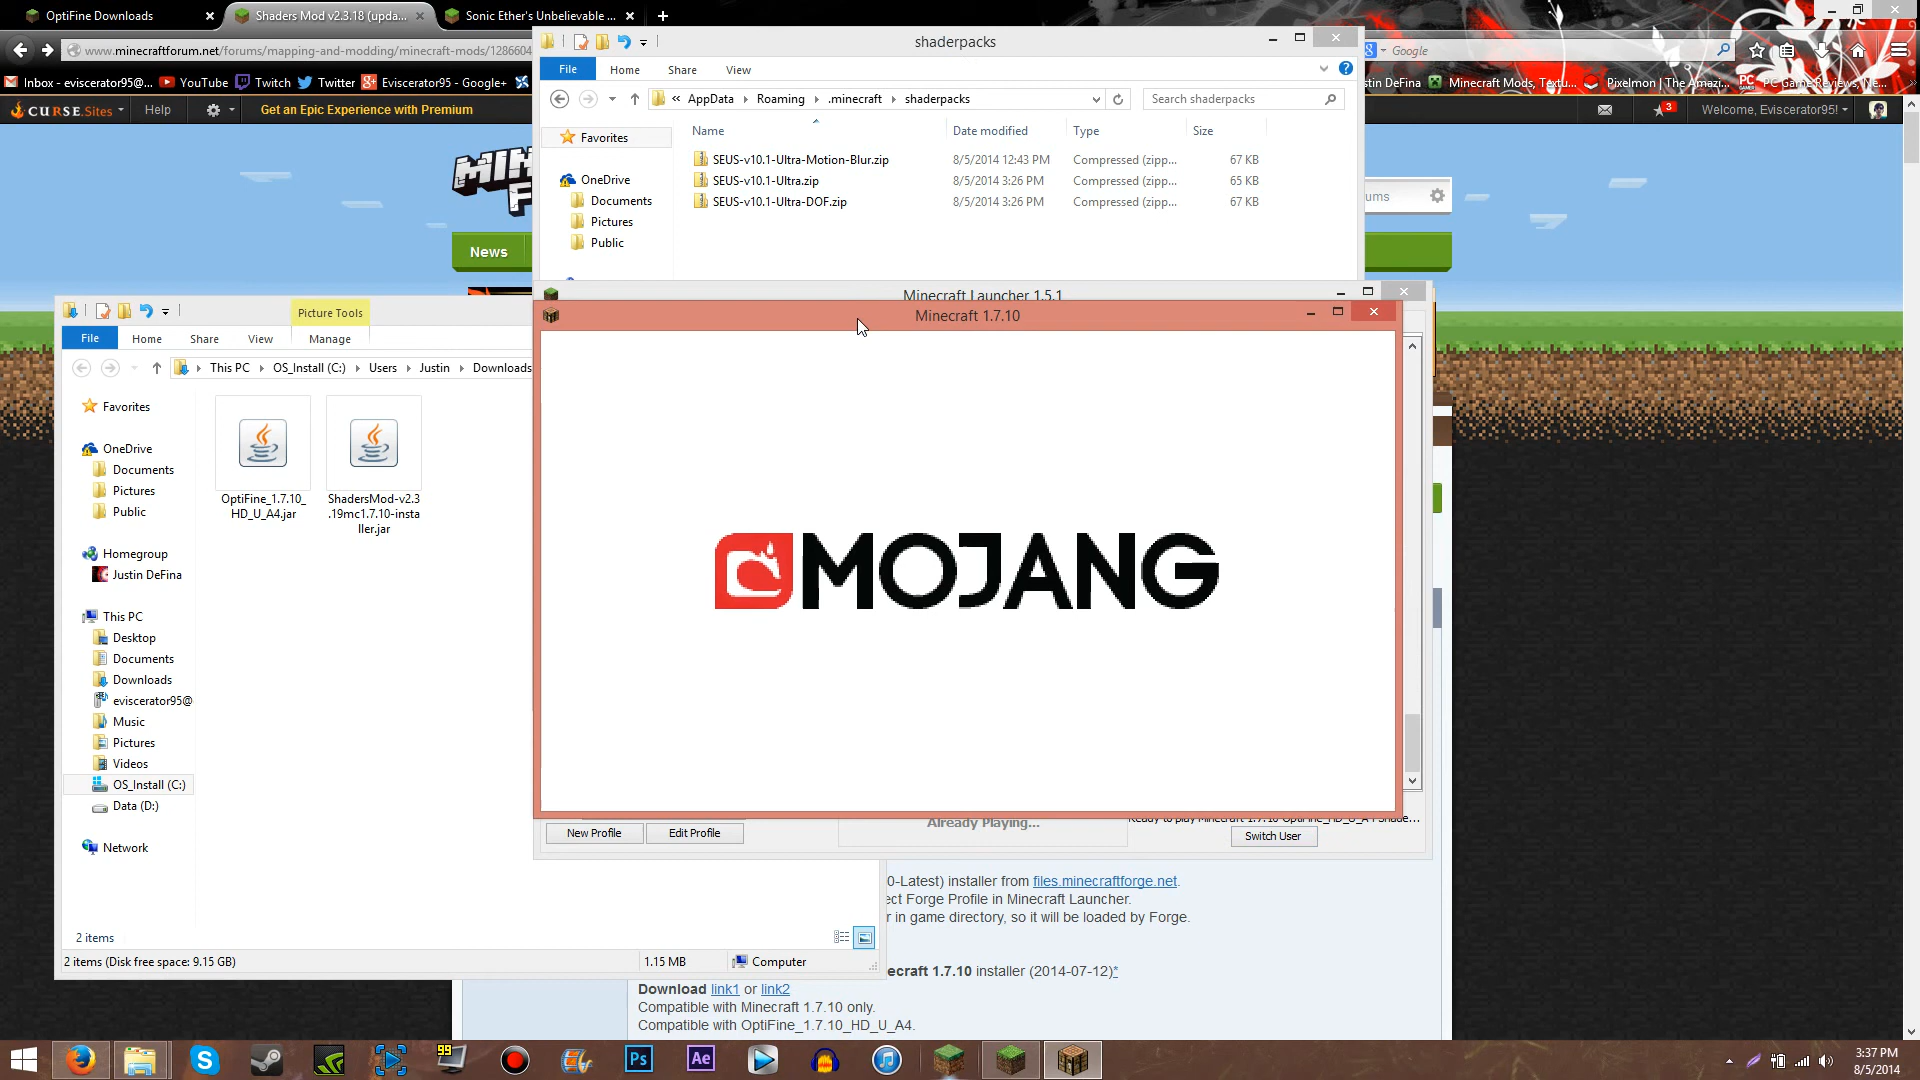 OptiFine Downloads
Shaders Mod v2.3.18 (upda...
Sonic Ether's Unbelievable ...
www.minecraftforum.net/forums/mapping-and-modding/minecraft-mods/1286604
Google
Inbox - eviscerator95@... YouTube Twitch Twitter Eviscerator95 - Google+
stin DeFina Minecraft Mods, Textu... Pixelmon | The Amazi... PC Game Reviews, Ne...
CURSE.Sites Help Get an Epic Experience with Premium
3 Welcome, Eviscerator95!
News
ums
shaderpacks
File Home Share View
« AppData Roaming .minecraft shaderpacks
Search shaderpacks
Name Date modified Type Size
SEUS-v10.1-Ultra-Motion-Blur.zip 8/5/2014 12:43 PM Compressed (zipp... 67 KB
SEUS-v10.1-Ultra.zip 8/5/2014 3:26 PM Compressed (zipp... 65 KB
SEUS-v10.1-Ultra-DOF.zip 8/5/2014 3:26 PM Compressed (zipp... 67 KB
Favorites
OneDrive
Documents
Pictures
Public
Minecraft Launcher 1.5.1
Minecraft 1.7.10
MOJANG
New Profile Edit Profile
Already Playing...
Switch User
Picture Tools
File Home Share View Manage
This PC OS_Install (C:) Users Justin Downloads
Favorites
OneDrive
Documents
Pictures
Public
Homegroup
Justin DeFina
This PC
Desktop
Documents
Downloads
eviscerator95@
Music
Pictures
Videos
OS_Install (C:)
Data (D:)
Network
OptiFine_1.7.10_
HD_U_A4.jar
ShadersMod-v2.3
.19mc1.7.10-insta
ller.jar
2 items
2 items (Disk free space: 9.15 GB) 1.15 MB Computer
0-Latest) installer from files.minecraftforge.net.
ect Forge Profile in Minecraft Launcher.
r in game directory, so it will be loaded by Forge.
ecraft 1.7.10 installer (2014-07-12)*
Download link1 or link2
Compatible with Minecraft 1.7.10 only.
Compatible with OptiFine_1.7.10_HD_U_A4.
99
Ps
Ae
3:37 PM
8/5/2014